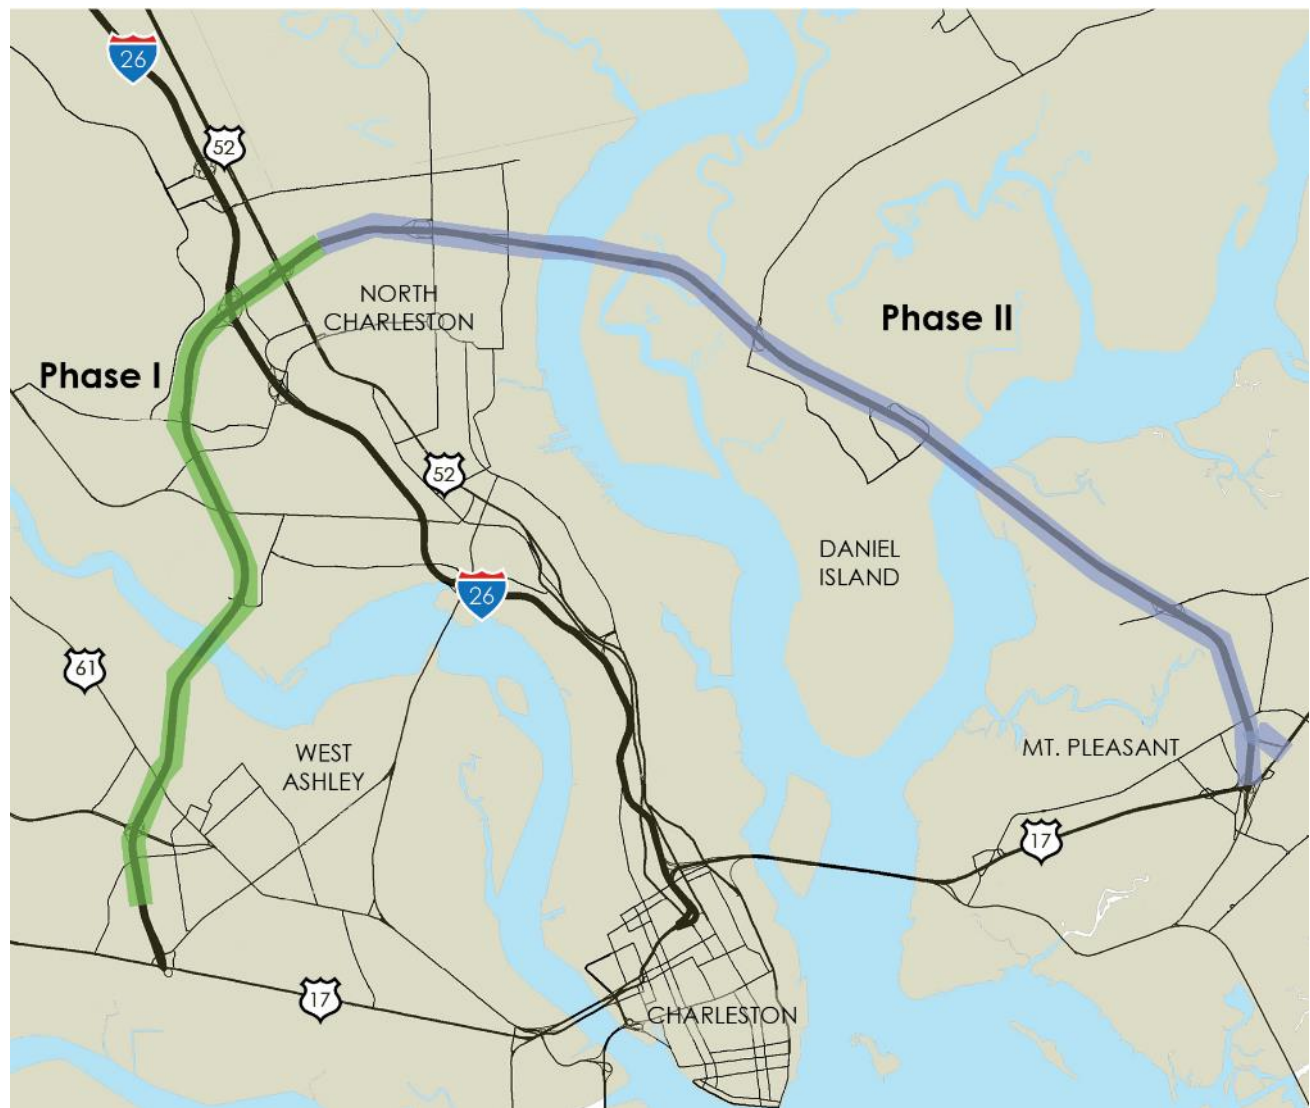 26
52
NORTH
CHARLESTON
Phase II
Phase I
52
DANIEL
ISLAND
26
61
WEST
ASHLEY
MT. PLEASANT
17
17
CHARLESTON